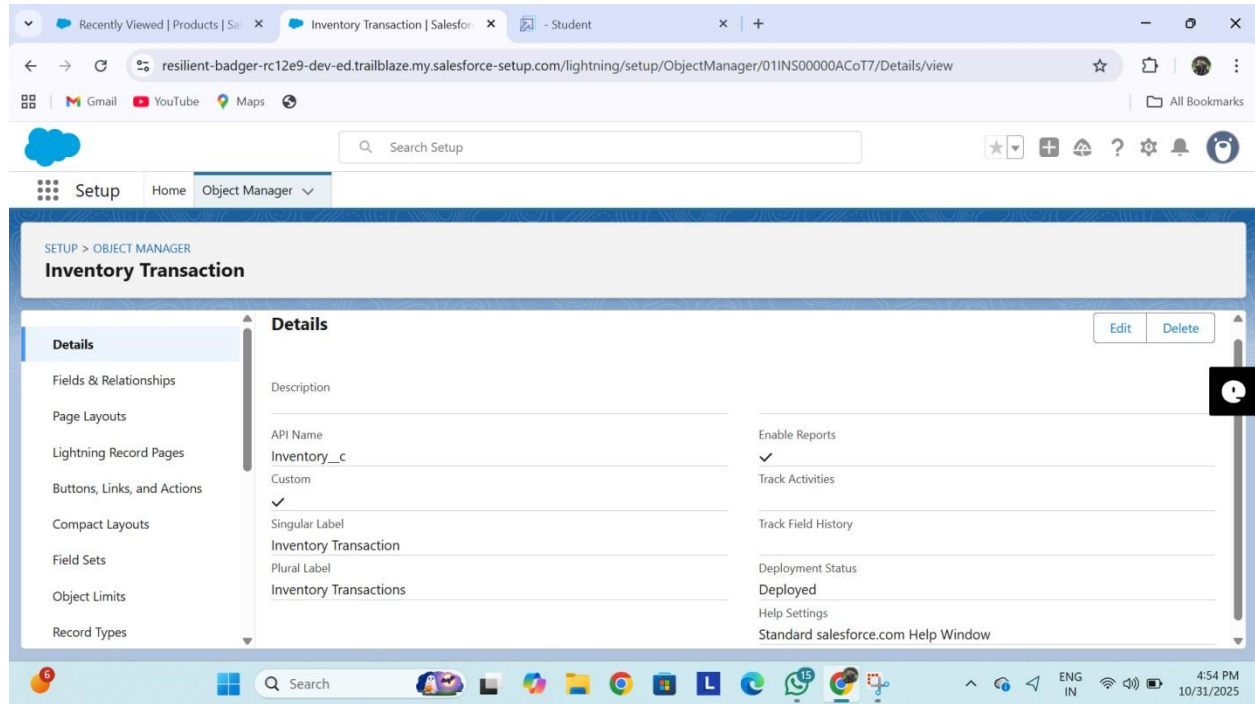 Recently Viewed | Products | Sa
Inventory Transaction | Salesfor
- Student
resilient-badger-rc12e9-dev-ed.trailblaze.my.salesforce-setup.com/lightning/setup/ObjectManager/01INS00000ACoT7/Details/view
Gmail
YouTube
Maps
All Bookmarks
Search Setup
Setup
Home
Object Manager
SETUP > OBJECT MANAGER
Inventory Transaction
Details
Fields & Relationships
Page Layouts
Lightning Record Pages
Buttons, Links, and Actions
Compact Layouts
Field Sets
Object Limits
Record Types
Details
Edit
Delete
Description
API Name
Inventory__c
Custom
Singular Label
Inventory Transaction
Plural Label
Inventory Transactions
Enable Reports
Track Activities
Track Field History
Deployment Status
Deployed
Help Settings
Standard salesforce.com Help Window
6
Search
L
L
15
ENG
IN
4:54 PM
10/31/2025